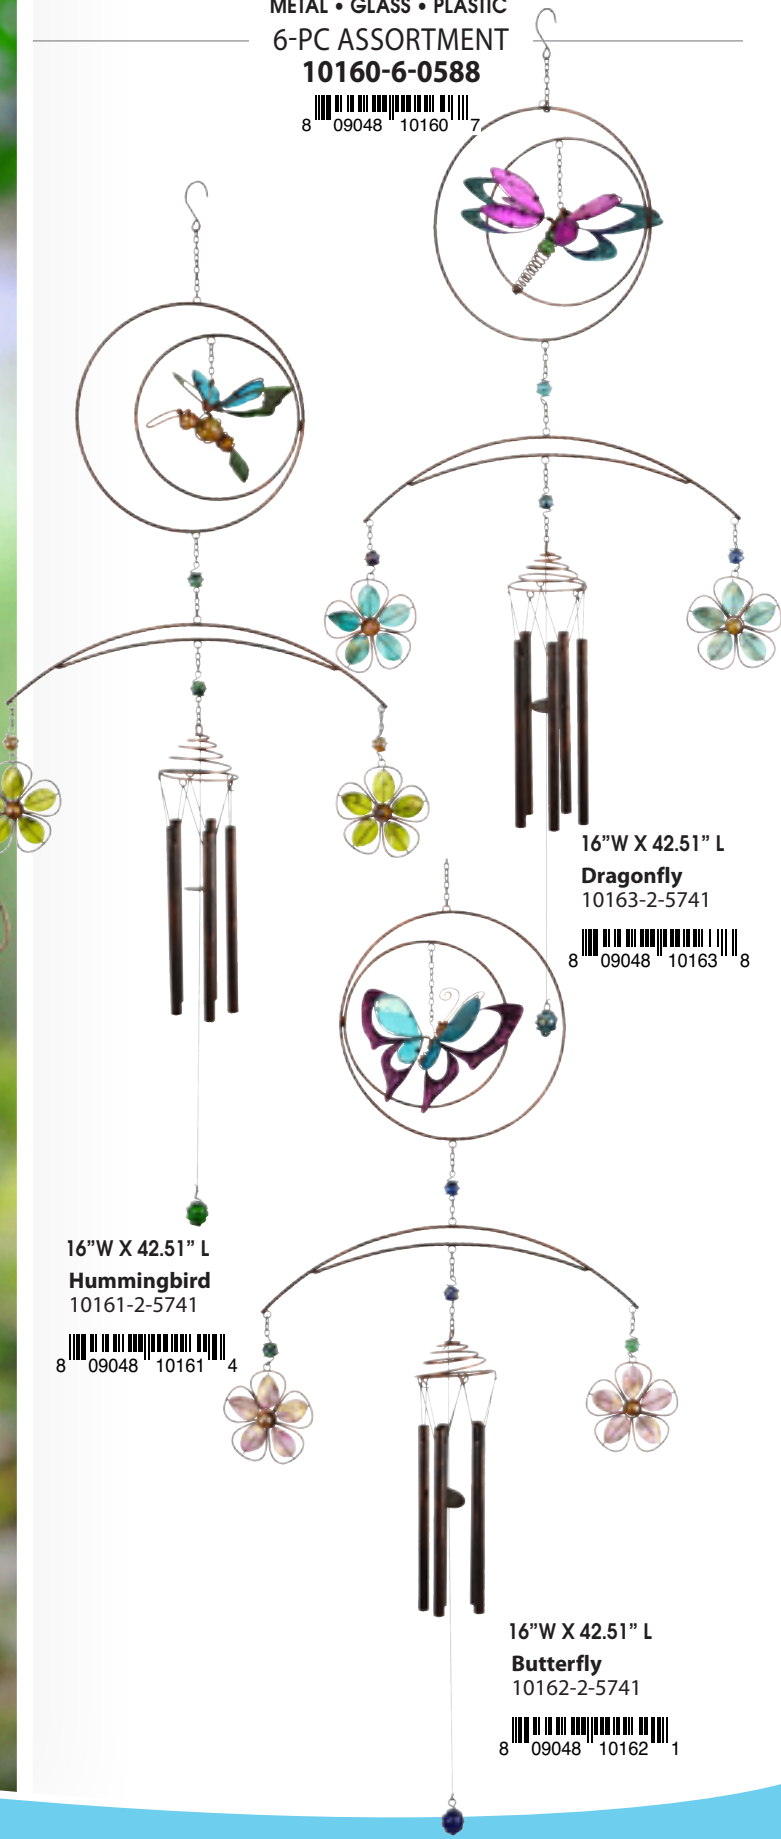 METAL • GLASS • PLASTIC
6-PC ASSORTMENT
10160-6-0588
8 09048 10160 7
16”W X 42.51” L
Dragonfly
10163-2-5741
8 09048 10163 8
16”W X 42.51” L
Hummingbird
10161-2-5741
8 09048 10161 4
16”W X 42.51” L
Butterfly
10162-2-5741
8 09048 10162 1